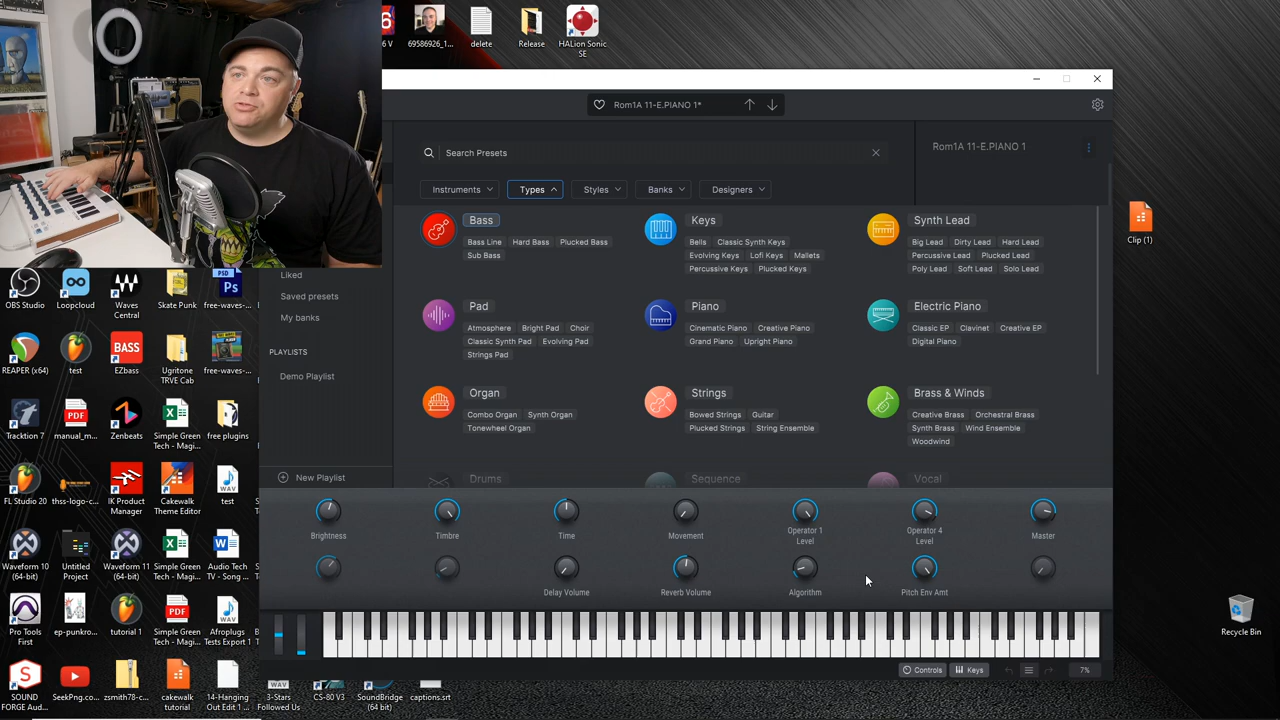 69586926_1...
delete
Release
HALion Sonic
SE
Rom1A 11-E.PIANO 1*
Search Presets
Rom1A 11-E.PIANO 1
Instruments
Types
Styles
Banks
Designers
Bass
Bass Line Hard Bass Plucked Bass
Sub Bass
Keys
Bells Classic Synth Keys
Evolving Keys Lofi Keys Mallets
Percussive Keys Plucked Keys
Synth Lead
Big Lead Dirty Lead Hard Lead
Percussive Lead Plucked Lead
Poly Lead Soft Lead Solo Lead
Clip (1)
Liked
Saved presets
My banks
PLAYLISTS
Demo Playlist
New Playlist
Pad
Atmosphere Bright Pad Choir
Classic Synth Pad Evolving Pad
Strings Pad
Piano
Cinematic Piano Creative Piano
Grand Piano Upright Piano
Electric Piano
Classic EP Clavinet Creative EP
Digital Piano
Organ
Combo Organ Synth Organ
Tonewheel Organ
Strings
Bowed Strings Guitar
Plucked Strings String Ensemble
Brass & Winds
Creative Brass Orchestral Brass
Synth Brass Wind Ensemble
Woodwind
Drums
Sequence
Vocal
Brightness
Timbre
Time
Movement
Operator 1
Level
Operator 4
Level
Master
Delay Volume
Reverb Volume
Algorithm
Pitch Env Amt
Controls
Keys
7%
Recycle Bin
PSD
Ps
OBS Studio
Loopcloud
Waves
Central
Skate Punk
free-waves-...
BASS
REAPER (x64)
test
EZbass
Ugritone
TRVE Cab
free-waves-...
PDF
Tracktion 7
manual_m...
Zenbeats
Simple Green
Tech - Magi...
free plugins
WAV
FL Studio 20
thss-logo-c...
IK Product
Manager
Cakewalk
Theme Editor
test
Waveform 10
(64-bit)
Untitled
Project
Waveform 11
(64-bit)
Simple Green
Tech - Magi...
Audio Tech
TV - Song ...
PDF
WAV
Pro Tools
First
ep-punkro...
tutorial 1
Simple Green
Tech - Magi...
Afroplugs
Tests Export 1
WAV
SOUND
FORGE Aud...
SeekPng.co...
zsmith78-c...
cakewalk
tutorial
14-Hanging
Out Edit 1 ...
WAV
3-Stars
Followed Us
CS-80 V3
SoundBridge
(64 bit)
captions.srt